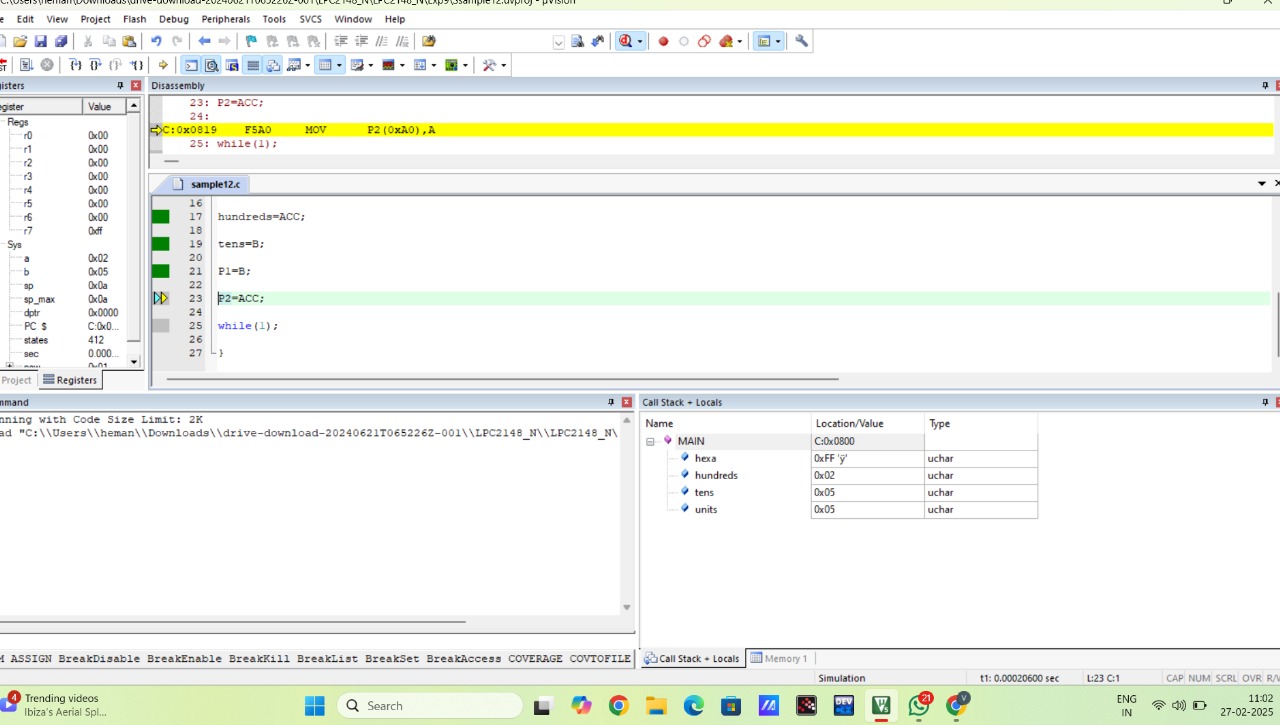 C:\Users\heman\Downloads\drive-download-20240621T065226Z-001\LPC2148_N\LPC2148_N\Exp9\Ssample12.uvproj - µVision
e Edit View Project Flash Debug Peripherals Tools SVCS Window Help
isters
Disassembly
egister Value
Regs
r0 0x00
r1 0x00
r2 0x00
r3 0x00
r4 0x00
r5 0x00
r6 0x00
r7 0xff
Sys
a 0x02
b 0x05
sp 0x0a
sp_max 0x0a
dptr 0x0000
PC $ C:0x0...
states 412
sec 0.000...
psw 0x01
Project Registers
23: P2=ACC;
24:
C:0x0819 F5A0 MOV P2(0xA0),A
25: while(1);
sample12.c
16
17 hundreds=ACC;
18
19 tens=B;
20
21 P1=B;
22
23 P2=ACC;
24
25 while(1);
26
27 }
mmand
nning with Code Size Limit: 2K
ad "C:\\Users\\heman\\Downloads\\drive-download-20240621T065226Z-001\\LPC2148_N\\LPC2148_N\
M ASSIGN BreakDisable BreakEnable BreakKill BreakList BreakSet BreakAccess COVERAGE COVTOFILE
Call Stack + Locals
Name Location/Value Type
MAIN C:0x0800
hexa 0xFF 'ÿ' uchar
hundreds 0x02 uchar
tens 0x05 uchar
units 0x05 uchar
Call Stack + Locals Memory 1
Simulation t1: 0.00020600 sec L:23 C:1 CAP NUM SCRL OVR R/W
4
Trending videos
Ibiza's Aerial Spl...
Search
DEV
21
V
ENG
IN
11:02
27-02-2025